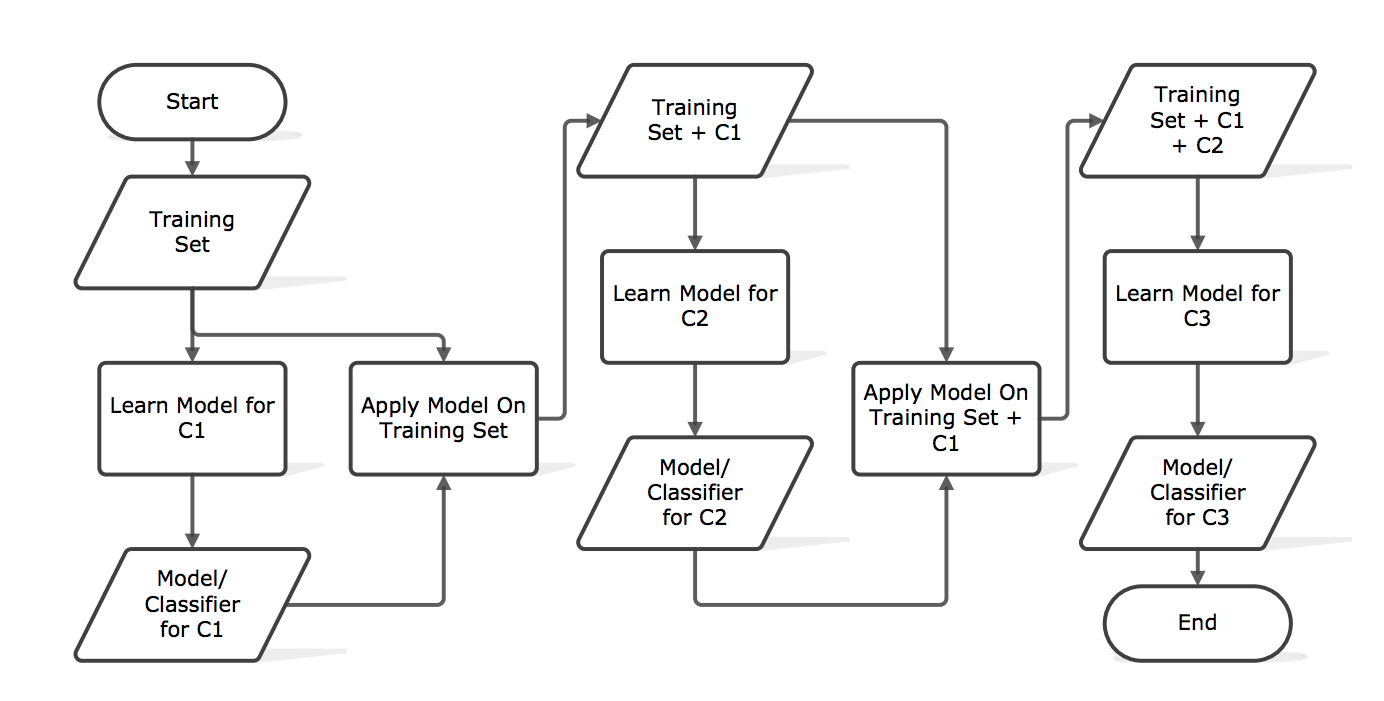 Start
Training
Set
Learn Model for
C1
Model/
Classifier
for C1
Apply Model On
Training Set
Training
Set + C1
Learn Model for
C2
Model/
Classifier
for C2
Apply Model On
Training Set +
C1
Training
Set + C1
+ C2
Learn Model for
C3
Model/
Classifier
for C3
End